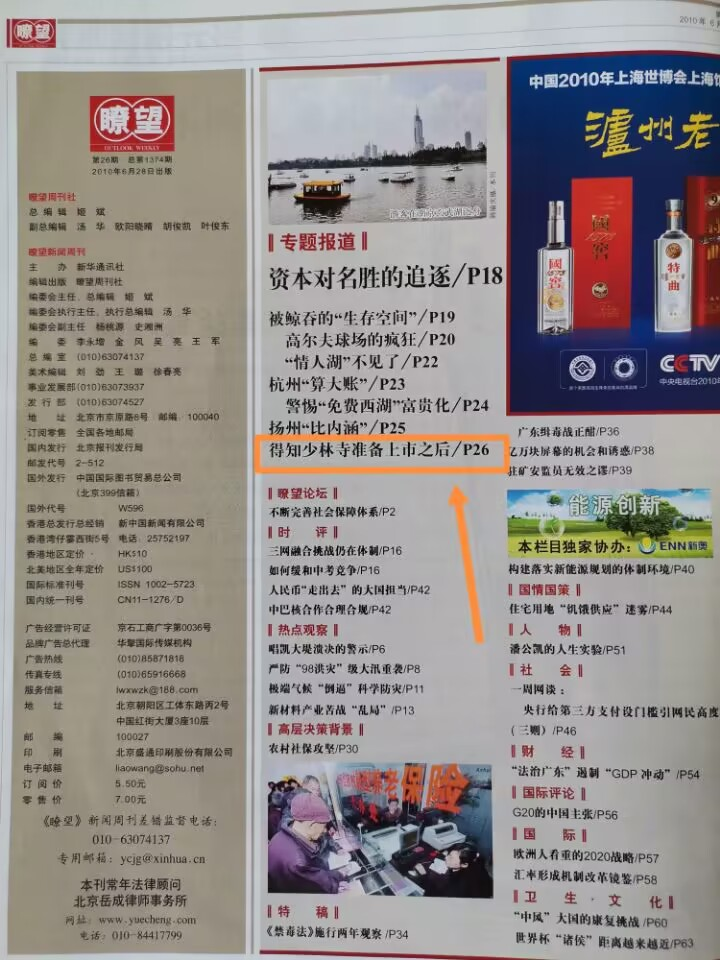 瞭望
2010年 6月
瞭望
OUTLOOK WEEKLY
第26期 总第1374期
2010年6月28日出版
瞭望周刊社
总 编 辑 姬 斌
副总编辑 汤 华 欧阳晓晴 胡俊凯 叶俊东
瞭望新闻周刊
主 办 新华通讯社
编辑出版 瞭望周刊社
编委会主任、总编辑 姬 斌
编委会执行主任、执行总编辑 汤 华
编委会副主任 杨桃源 史湘洲
编 委 李永增 金 风 吴 亮 王 军
总 编 室 (010)63074137
美术编辑 刘 劲 王 璐 徐春亮
事业发展部(010)63073937
发 行 部 (010)63074527
地 址 北京市京原路8号 邮编：100040
订阅零售 全国各地邮局
国内发行 北京报刊发行局
邮发代号 2-512
国外发行 中国国际图书贸易总公司
(北京399信箱)
国外代号 W596
香港总发行总经销 新中国新闻有限公司
香港湾仔霎西街5号 电话：25752197
香港地区定价 HK$10
北美地区全年定价 US$100
国际标准刊号 ISSN 1002-5723
国内统一刊号 CN11-1276/D
广告经营许可证 京石工商广字第0036号
品牌广告总代理 华擎国际传媒机构
广告热线 (010)85871818
传真专线 (010)65916668
服务信箱 lwxwzk@188.com
地 址 北京朝阳区工体东路丙2号
中国红街大厦3座10层
邮 编 100027
印 刷 北京盛通印刷股份有限公司
电子邮箱 liaowang@sohu.net
订 阅 价 5.50元
零 售 价 7.00元
《瞭望》新闻周刊差错监督电话：
010-63074137
专用邮箱：ycjg@xinhua.cn
本刊常年法律顾问
北京岳成律师事务所
网址：www.yuecheng.com
电话：010-84417799
专题报道
资本对名胜的追逐/P18
被鲸吞的“生存空间”/P19
高尔夫球场的疯狂/P20
“情人湖”不见了/P22
杭州“算大账”/P23
警惕“免费西湖”富贵化/P24
扬州“比内涵”/P25
得知少林寺准备上市之后/P26
瞭望论坛
不断完善社会保障体系/P2
时 评
三网融合挑战仍在体制/P16
如何缓和中考竞争/P16
人民币“走出去”的大国担当/P42
中巴核合作合理合规/P42
热点观察
唱凯大堤溃决的警示/P6
严防“98洪灾”级大汛重袭/P8
极端气候“倒逼”科学防灾/P11
新材料产业苦战“乱局”/P13
高层决策背景
农村社保攻坚/P30
养老保险
特 稿
《禁毒法》施行两年观察/P34
中国2010年上海世博会上海馆
泸州老
國窖
1573
國窖
特曲
CCTV
中央电视台2010年
广东缉毒战正酣/P36
亿万块屏幕的机会和诱惑/P38
驻矿安监员无效之谬/P39
能源创新
本栏目独家协办：ENN新奥
构建落实新能源规划的体制环境/P40
国情国策
住宅用地“饥饿供应”迷雾/P44
人 物
潘公凯的人生实验/P51
社 会
一周网谈：
央行给第三方支付设门槛引网民高度
(三则)/P46
财 经
“法治广东”遏制“GDP冲动”/P54
国际评论
G20的中国主张/P56
国 际
欧洲人看重的2020战略/P57
汇率形成机制改革镜鉴/P58
卫 生 · 文 化
“中风”大国的康复挑战/P60
世界杯“诸侯”距离越来越近/P63